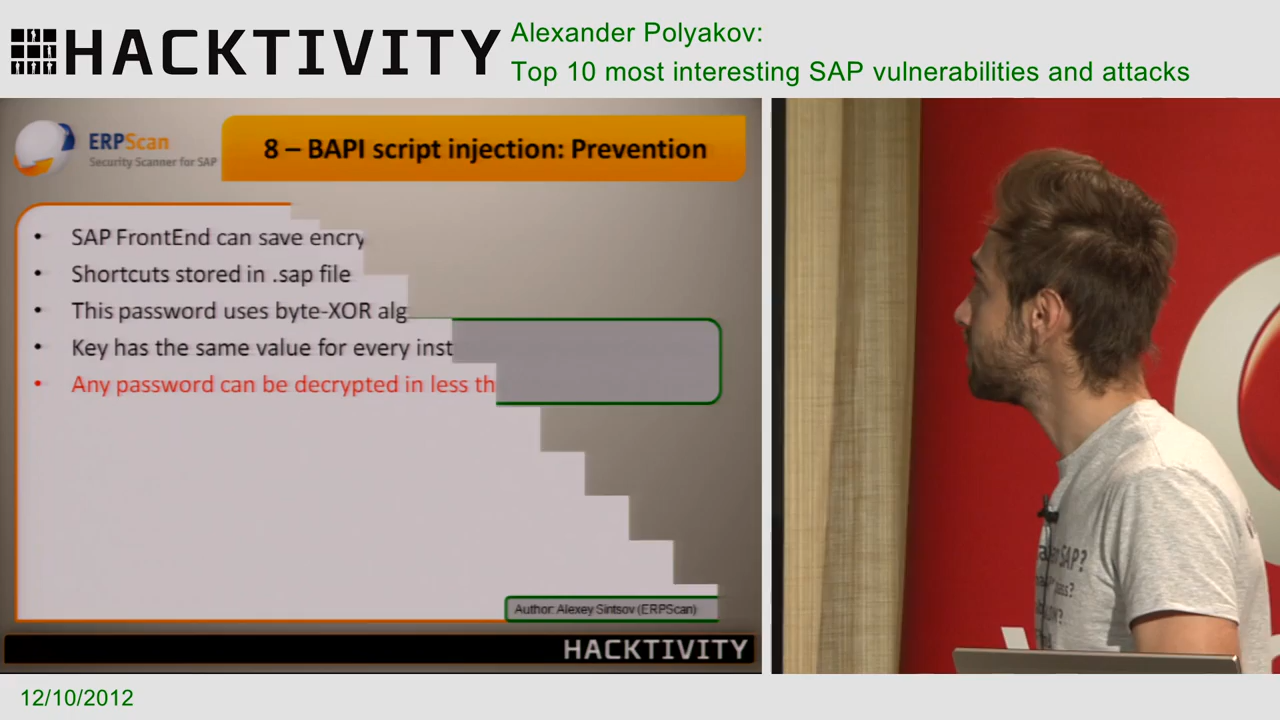 HACKTIVITY
Alexander Polyakov:
Top 10 most interesting SAP vulnerabilities and attacks
ERPScan
Security Scanner for SAP
8 – BAPI script injection: Prevention
• SAP FrontEnd can save encry
• Shortcuts stored in .sap file
• This password uses byte-XOR alg
• Key has the same value for every inst
• Any password can be decrypted in less th
Author: Alexey Sintsov (ERPScan)
HACKTIVITY
SAP?
12/10/2012